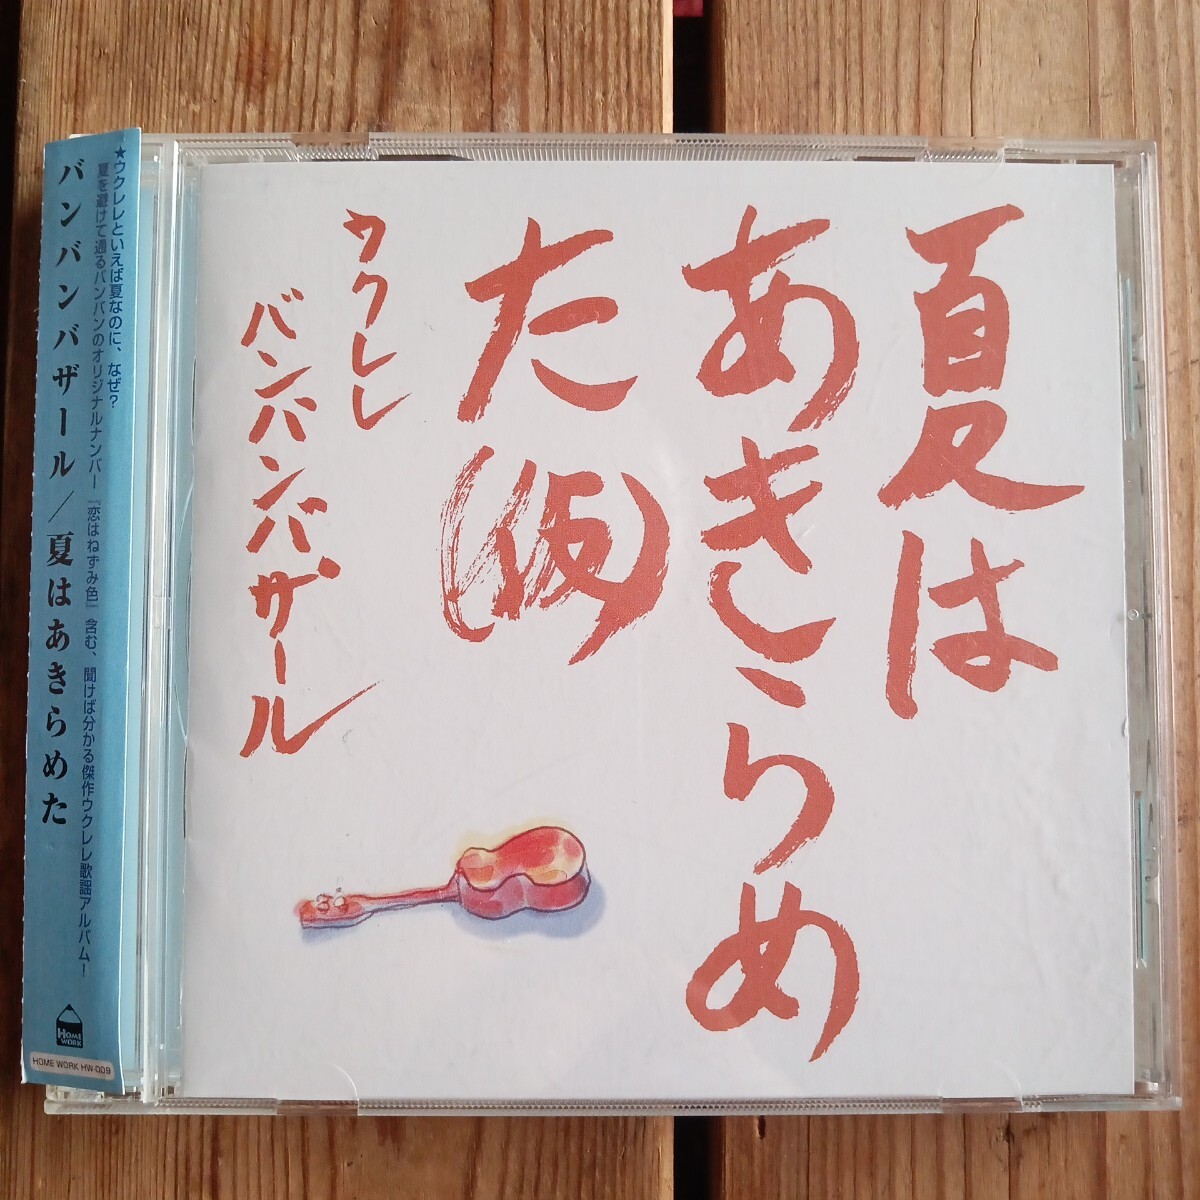 夏は
あきらめ
た(仮)
ウクレレ
バンバンバザール
★ウクレレといえば夏なのに、なぜ?
夏を避けて通るバンバンのオリジナルナンバー『恋はねずみ色』含む、聞けば分かる傑作ウクレレ歌謡アルバム!
バンバンバザール/夏はあきらめた
HOME
WORK
HOME WORK HW-009